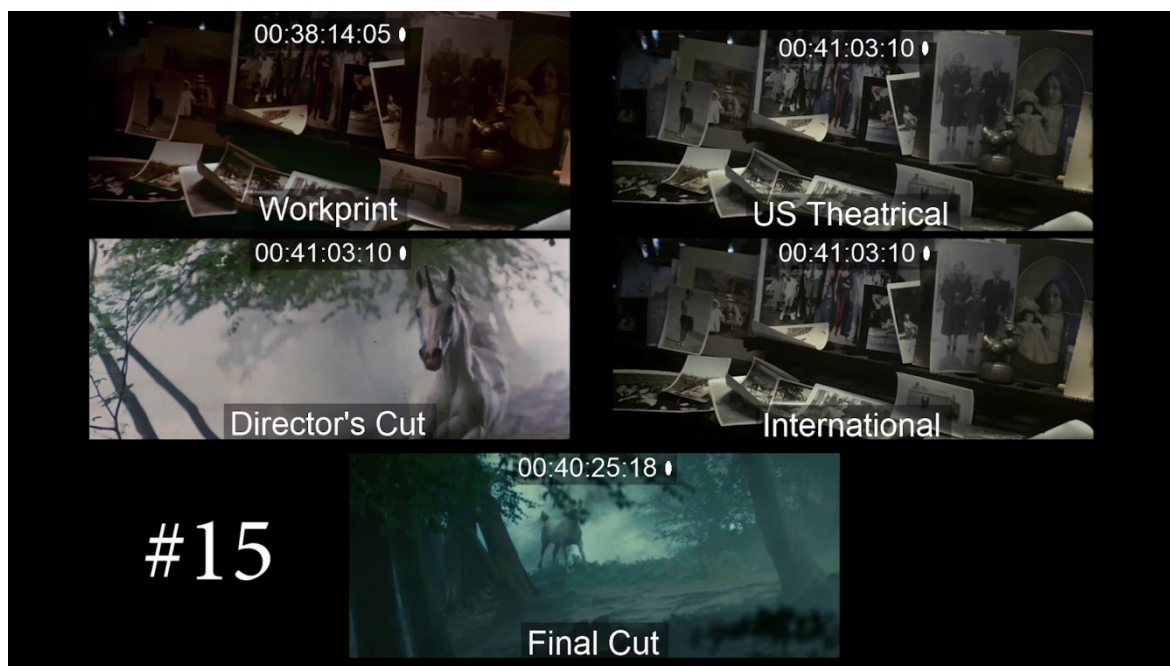 00:38:14:05
Workprint
00:41:03:10
US Theatrical
00:41:03:10
Director's Cut
00:41:03:10
International
#15
00:40:25:18
Final Cut